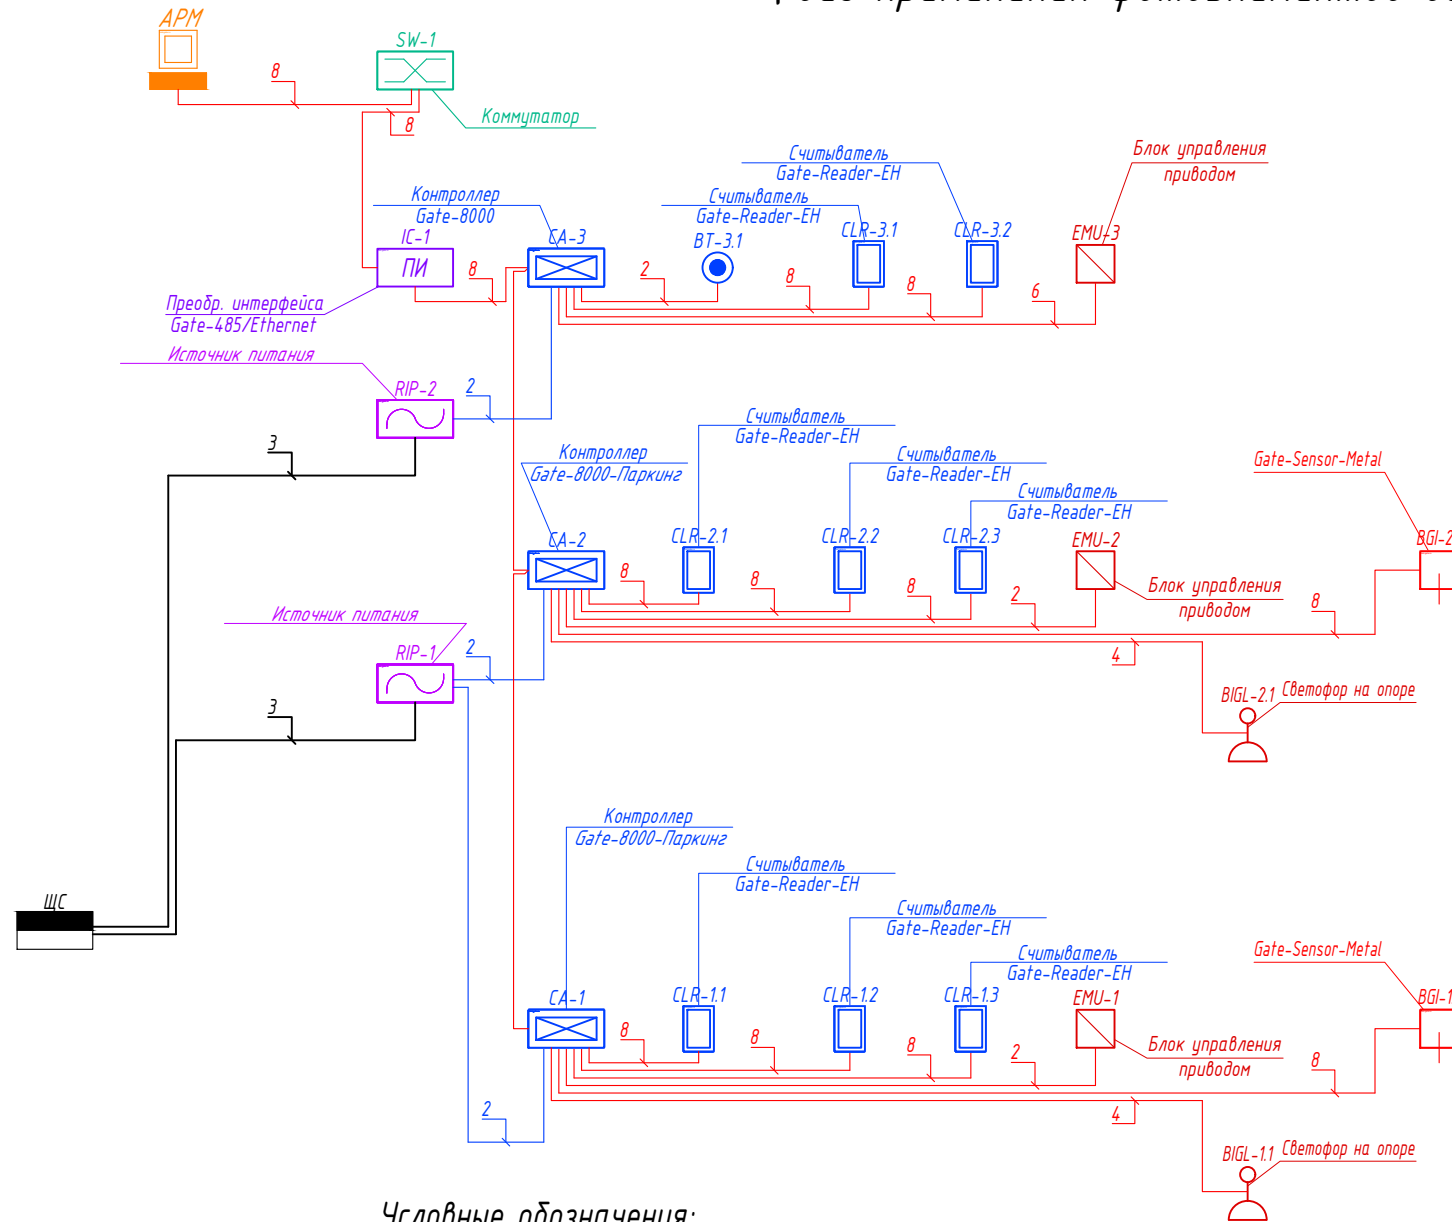 АРМ
SW-1
8
8
Коммутатор
Считыватель
Gate-Reader-EH
Блок управления
приводом
Контроллер
Gate-8000
Считыватель
Gate-Reader-EH
IC-1
ПИ
CA-3
BT-3.1
CLR-3.1
CLR-3.2
EMU-3
8
2
8
8
6
Преобр. интерфейса
Gate-485/Ethernet
Источник питания
RIP-2
2
3
Контроллер
Gate-8000-Паркинг
Считыватель
Gate-Reader-EH
Считыватель
Gate-Reader-EH
Считыватель
Gate-Reader-EH
Gate-Sensor-Metal
CA-2
CLR-2.1
CLR-2.2
CLR-2.3
EMU-2
BGI-2
8
8
8
2
Блок управления
приводом
8
4
Источник питания
RIP-1
2
3
BIGL-2.1
Светофор на опоре
Контроллер
Gate-8000-Паркинг
Считыватель
Gate-Reader-EH
Считыватель
Gate-Reader-EH
Считыватель
Gate-Reader-EH
Gate-Sensor-Metal
ЩС
CA-1
CLR-1.1
CLR-1.2
CLR-1.3
EMU-1
BGI-1
8
8
8
2
Блок управления
приводом
8
4
2
BIGL-1.1
Светофор на опоре
Условные обозначения: